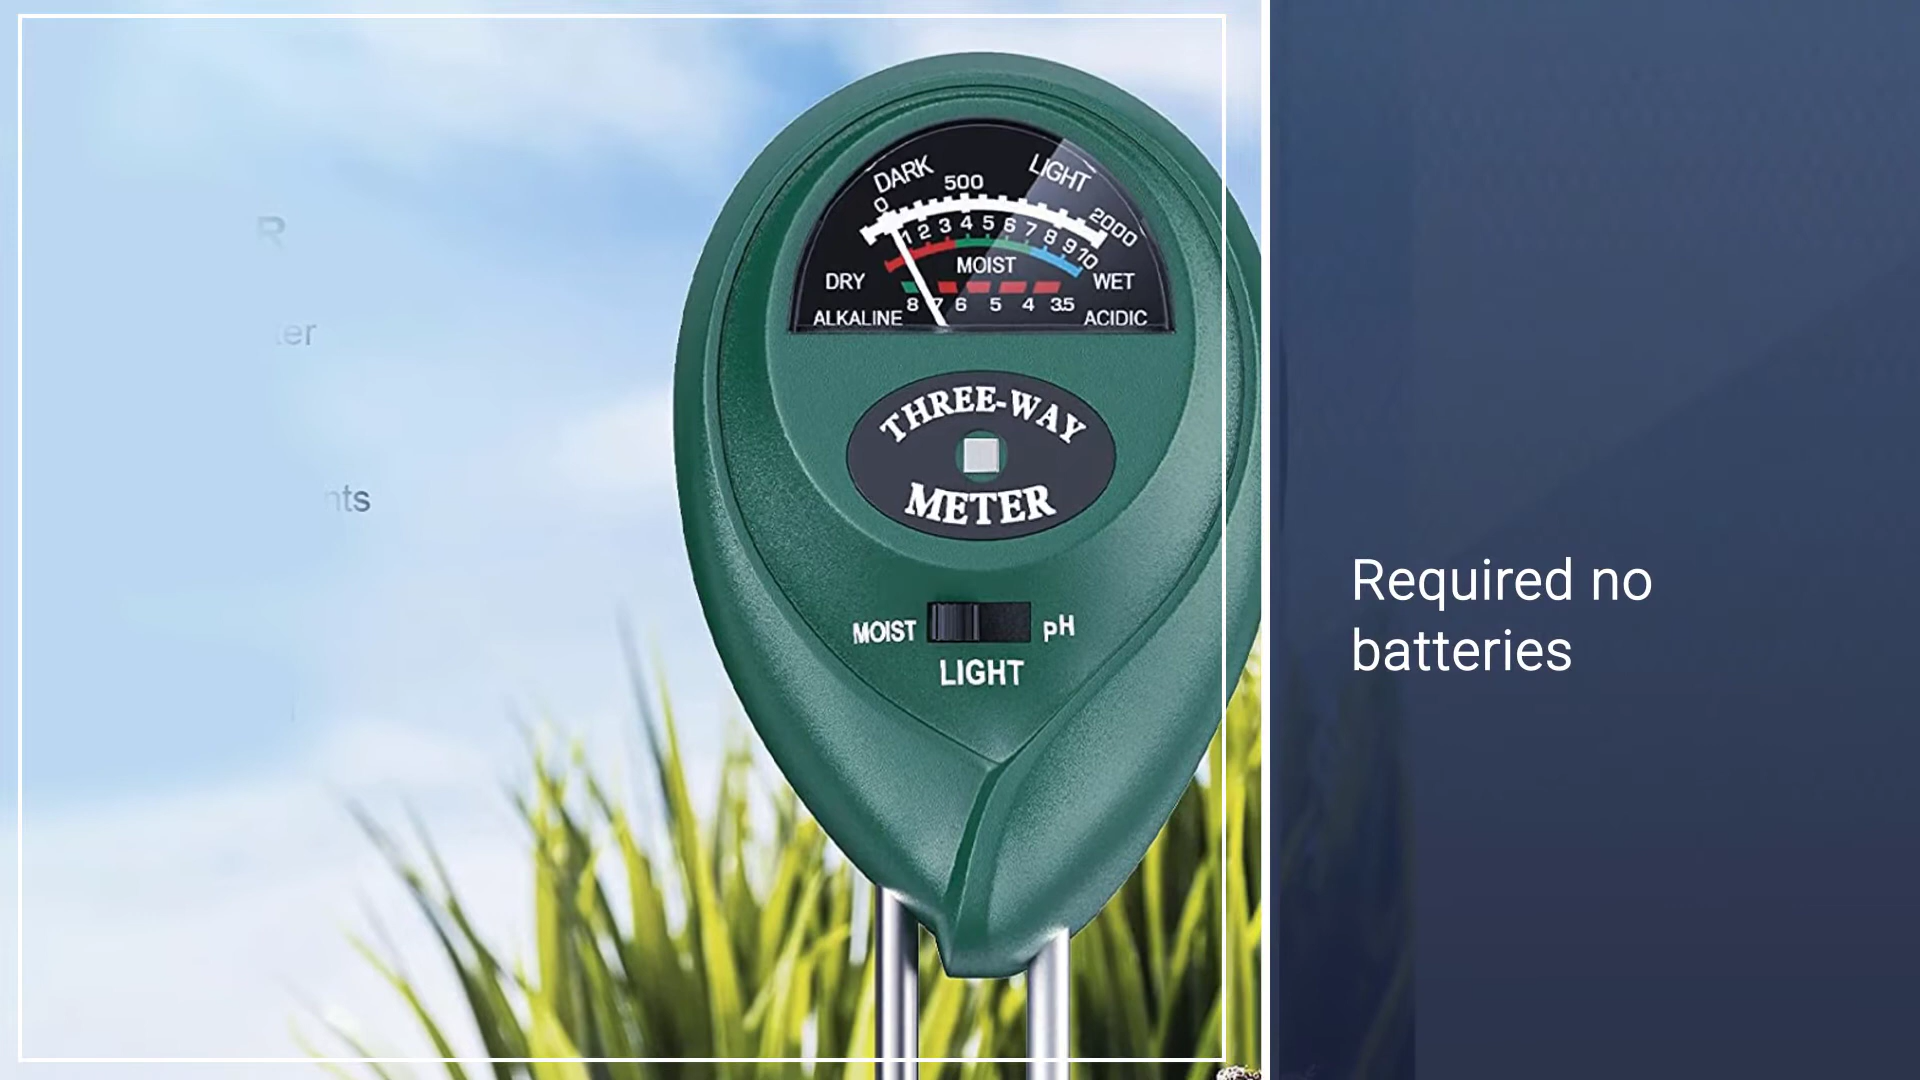 DARK
LIGHT
0
500
2000
1 2 3 4 5 6 7 8 9 10
DRY
MOIST
WET
8 7 6 5 4 3.5
ALKALINE
ACIDIC
THREE-WAY
METER
MOIST
pH
LIGHT
Required no
batteries